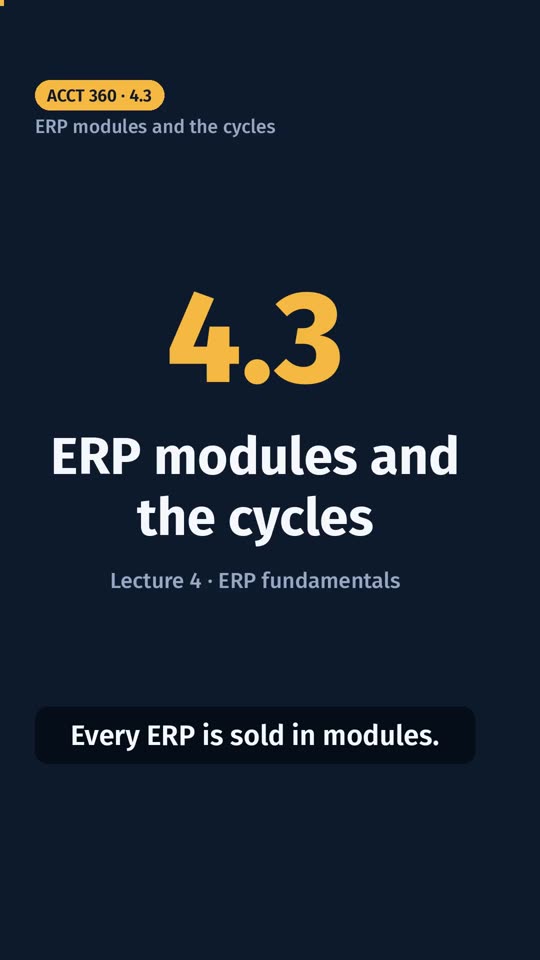 ACCT 360 · 4.3
ERP modules and the cycles
4.3
ERP modules and
the cycles
Lecture 4 · ERP fundamentals
Every ERP is sold in modules.